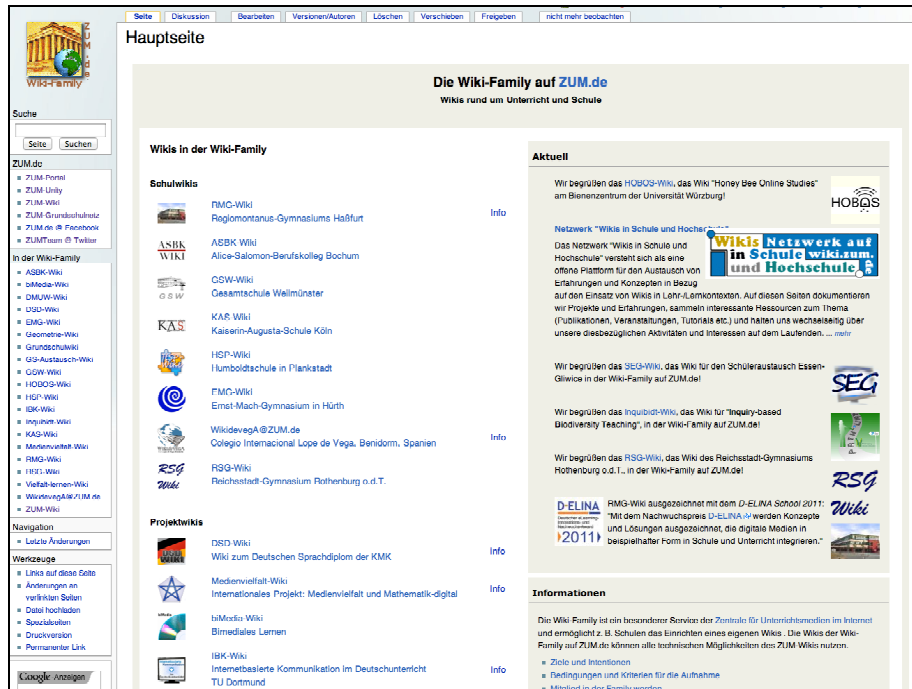 Seite Diskussion Bearbeiten Versionen/Autoren Löschen Verschieben Freigeben nicht mehr beobachten
ZUM.de
Wiki-Family
Hauptseite
Suche
Seite Suchen
ZUM.de
ZUM-Portal
ZUM-Unity
ZUM-Wiki
ZUM-Grundschulnetz
ZUM.de @ Facebook
ZUMTeam @ Twitter
In der Wiki-Family
ASBK-Wiki
biMedia-Wiki
DMUW-Wiki
DSD-Wiki
EMG-Wiki
Geometrie-Wiki
Grundschulwiki
GS-Austausch-Wiki
GSW-Wiki
HOBOS-Wiki
HSP-Wiki
IBK-Wiki
Inquibidt-Wiki
KAS-Wiki
Medienvielfalt-Wiki
RMG-Wiki
RSG-Wiki
Vielfalt-lernen-Wiki
WikidevegA@ZUM.de
ZUM-Wiki
Navigation
Letzte Änderungen
Werkzeuge
Links auf diese Seite
Änderungen an
verlinkten Seiten
Datei hochladen
Spezialseiten
Druckversion
Permanenter Link
Google-Anzeigen
Die Wiki-Family auf ZUM.de
Wikis rund um Unterricht und Schule
Wikis in der Wiki-Family
Schulwikis
RMG-Wiki
Regiomontanus-Gymnasiums Haßfurt
Info
ASBK
WIKI
ASBK Wiki
Alice-Salomon-Berufskolleg Bochum
GSW
GSW-Wiki
Gesamtschule Weilmünster
KAS
KAS Wiki
Kaiserin-Augusta-Schule Köln
HSP-Wiki
Humboldtschule in Plankstadt
EMG-Wiki
Ernst-Mach-Gymnasium in Hürth
WikidevegA@ZUM.de
Colegio Internacional Lope de Vega, Benidorm, Spanien
Info
RSG
Wiki
RSG-Wiki
Reichsstadt-Gymnasium Rothenburg o.d.T.
Projektwikis
WIKI
DSD-Wiki
Wiki zum Deutschen Sprachdiplom der KMK
Info
Medienvielfalt-Wiki
Internationales Projekt: Medienvielfalt und Mathematik-digital
Info
biMedia-Wiki
Bimediales Lernen
IBK-Wiki
Internetbasierte Kommunikation im Deutschunterricht
TU Dortmund
Info
Aktuell
Wir begrüßen das HOBOS-Wiki, das Wiki "Honey Bee Online Studies"
am Bienenzentrum der Universität Würzburg!
HOBOS
Netzwerk "Wikis in Schule und Hochschule"
Das Netzwerk "Wikis in Schule und
Hochschule" versteht sich als eine
offene Plattform für den Austausch von
Erfahrungen und Konzepten in Bezug
auf den Einsatz von Wikis in Lehr-/Lernkontexten. Auf diesen Seiten dokumentieren
wir Projekte und Erfahrungen, sammeln interessante Ressourcen zum Thema
(Publikationen, Veranstaltungen, Tutorials etc.) und halten uns wechselseitig über
unsere diesbezüglichen Aktivitäten und Interessen auf dem Laufenden. ... mehr
Wikis Netzwerk auf
in Schule wiki.zum.
und Hochschule de
Wir begrüßen das SEG-Wiki, das Wiki für den Schüleraustausch Essen-
Gliwice in der Wiki-Family auf ZUM.de!
SEG
Wir begrüßen das Inquibidt-Wiki, das Wiki für "Inquiry-based
Biodiversity Teaching", in der Wiki-Family auf ZUM.de!
Wir begrüßen das RSG-Wiki, das Wiki des Reichsstadt-Gymnasiums
Rothenburg o.d.T., in der Wiki-Family auf ZUM.de!
RSG
Wiki
D-ELINA
2011
RMG-Wiki ausgezeichnet mit dem D-ELINA School 2011:
"Mit dem Nachwuchspreis D-ELINA werden Konzepte
und Lösungen ausgezeichnet, die digitale Medien in
beispielhafter Form in Schule und Unterricht integrieren."
Informationen
Die Wiki-Family ist ein besonderer Service der Zentrale für Unterrichtsmedien im Internet
und ermöglicht z. B. Schulen das Einrichten eines eigenen Wikis . Die Wikis der Wiki-
Family auf ZUM.de können alle technischen Möglichkeiten des ZUM-Wikis nutzen.
Ziele und Intentionen
Bedingungen und Kriterien für die Aufnahme
Mitglied in der Family werden